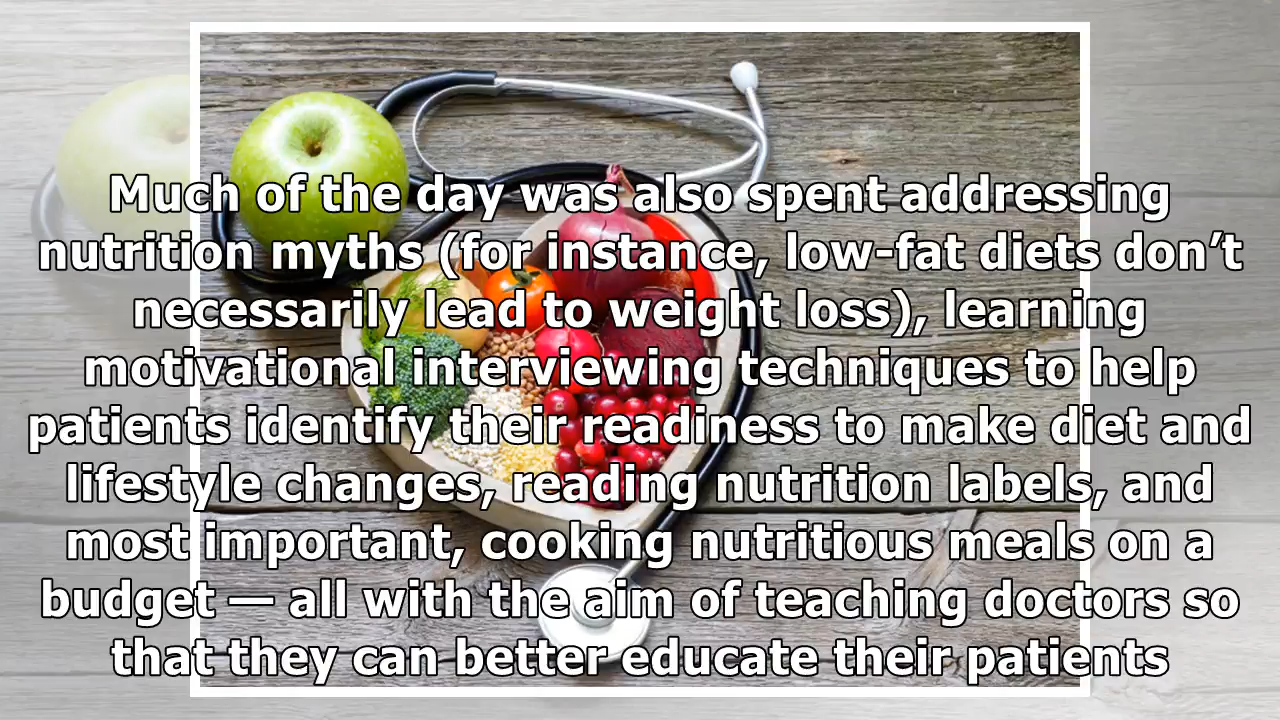 Much of the day was also spent addressing
nutrition myths (for instance, low-fat diets don’t
necessarily lead to weight loss), learning
motivational interviewing techniques to help
patients identify their readiness to make diet and
lifestyle changes, reading nutrition labels, and
most important, cooking nutritious meals on a
budget — all with the aim of teaching doctors so
that they can better educate their patients